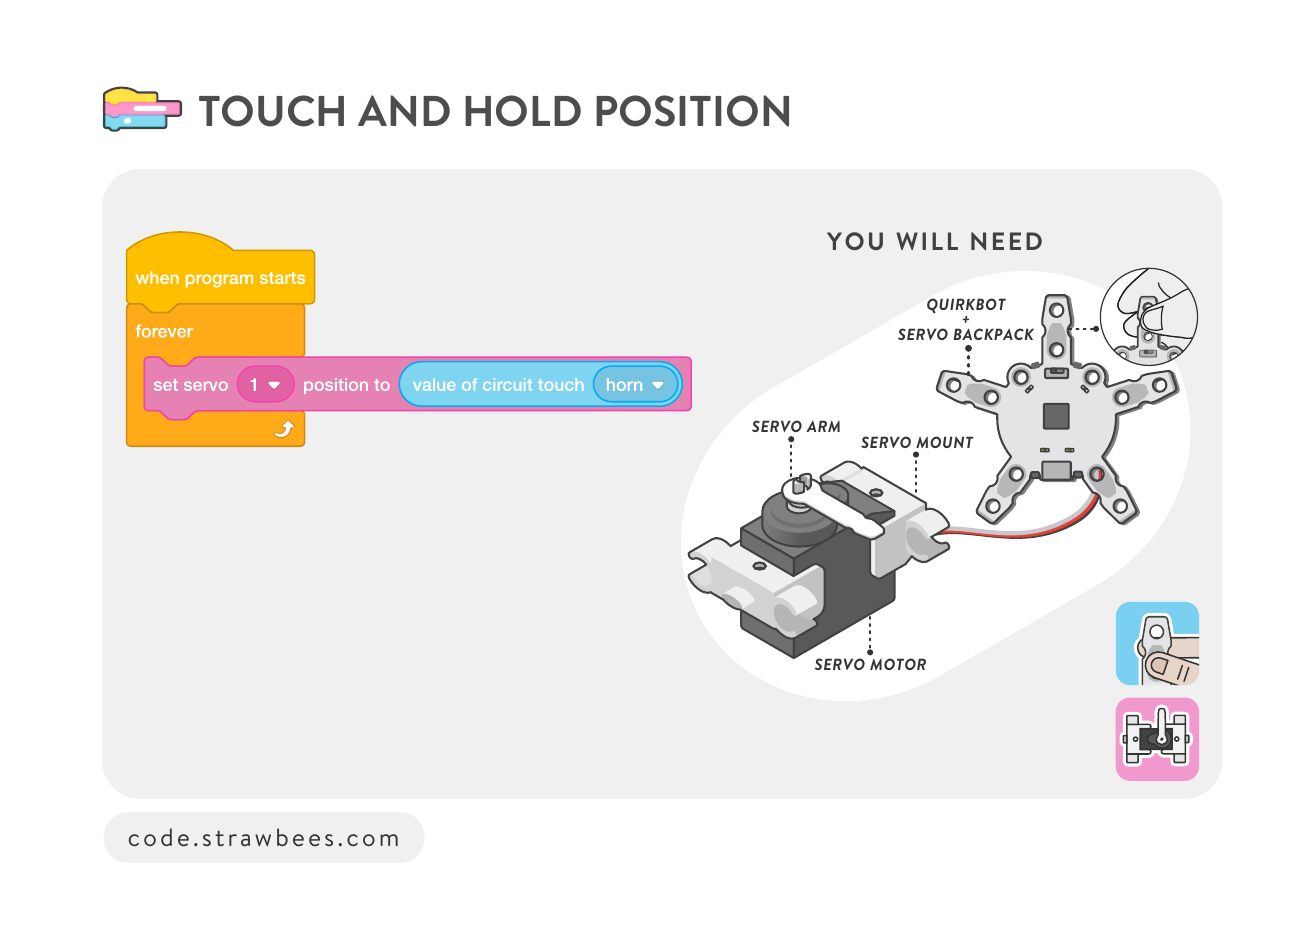 TOUCH AND HOLD POSITION
when program starts
forever
set servo 1 position to value of circuit touch horn
YOU WILL NEED
QUIRKBOT
+
SERVO BACKPACK
SERVO ARM
SERVO MOUNT
SERVO MOTOR
code.strawbees.com